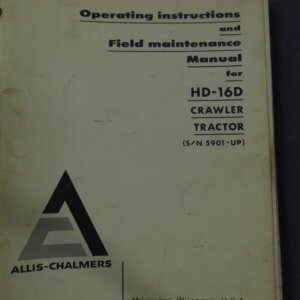 Operating instructions
and
Field maintenance
Manual
for
HD-16D
CRAWLER
TRACTOR
(S/N 5901-UP)
ALLIS-CHALMERS